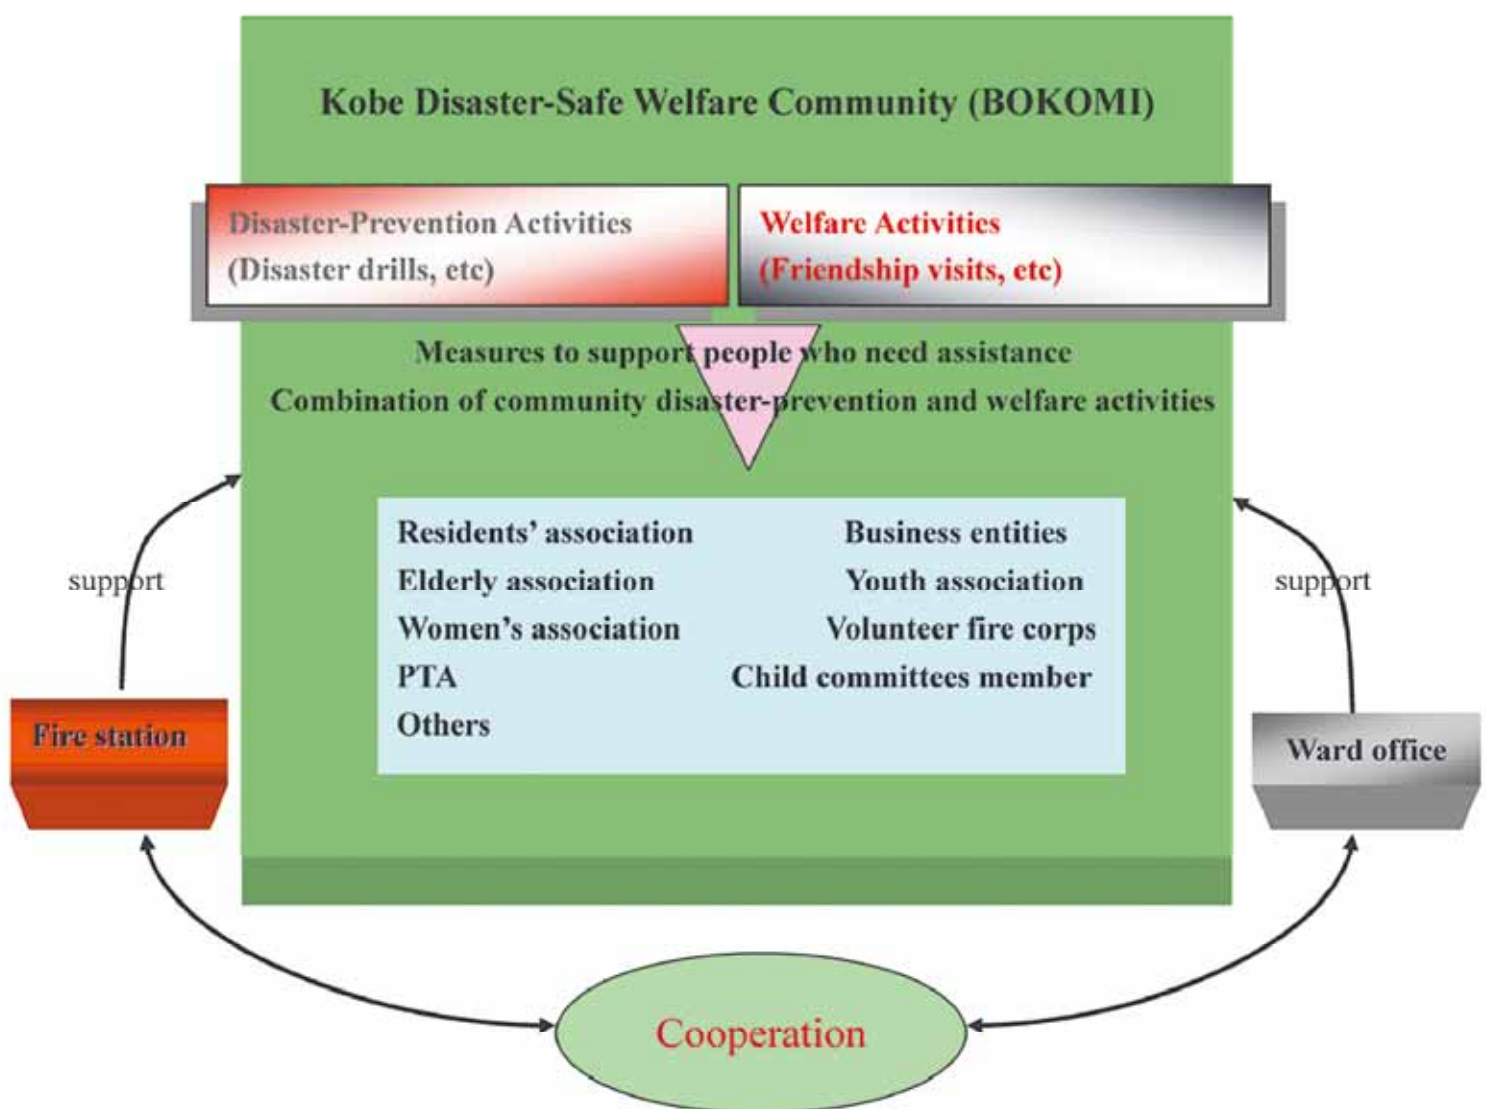 Kobe Disaster-Safe Welfare Community (BOKOMI)
Disaster-Prevention Activities
(Disaster drills, etc)
Welfare Activities
(Friendship visits, etc)
Measures to support people who need assistance
Combination of community disaster-prevention and welfare activities
Residents’ association
Business entities
Elderly association
Youth association
Women’s association
Volunteer fire corps
PTA
Child committees member
Others
support
support
Fire station
Ward office
Cooperation